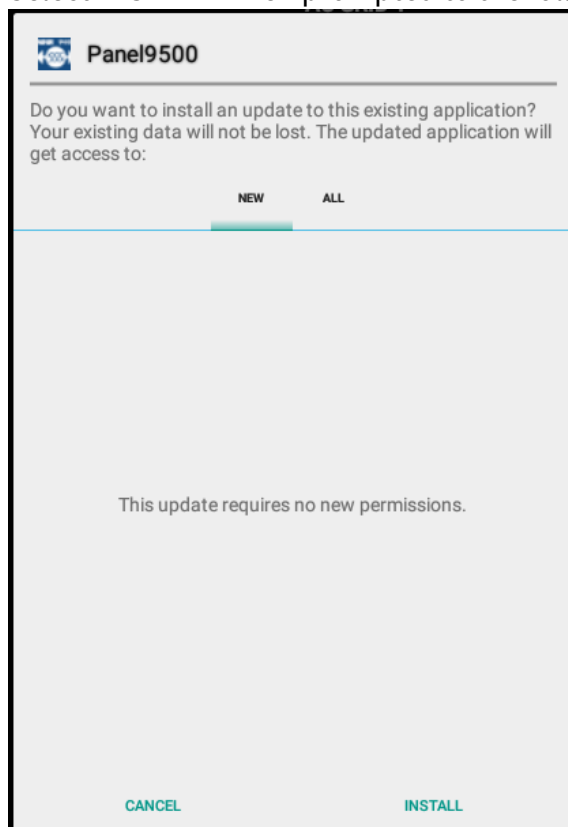 Panel9500
Do you want to install an update to this existing application?
Your existing data will not be lost. The updated application will
get access to:
NEW ALL
This update requires no new permissions.
CANCEL INSTALL